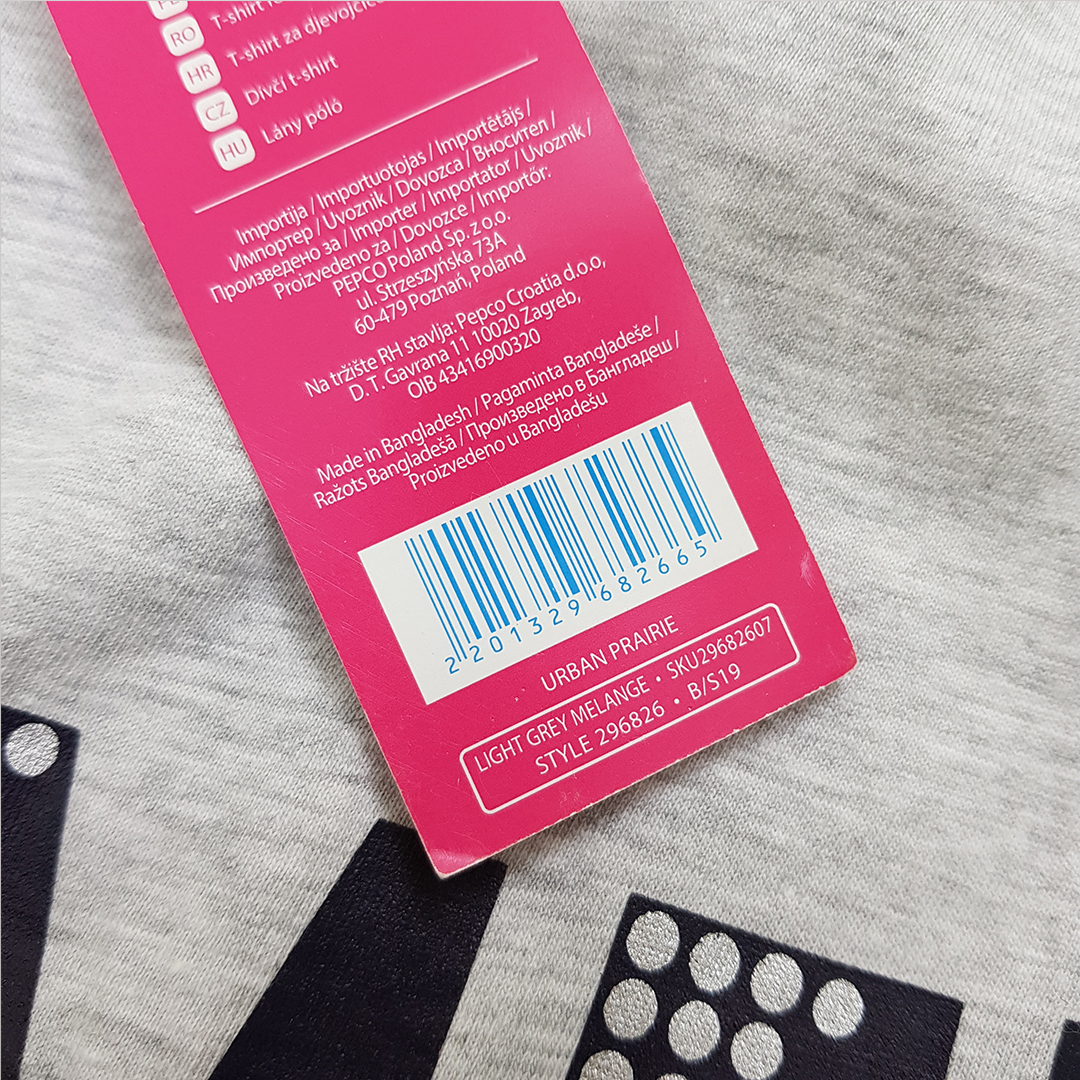 RO T-shirt
HR T-shirt za djevojčice
CZ Dívčí t-shirt
HU Lány póló
Importija / Importuotojas / Importētājs /
Импортер / Uvoznik / Dovozca / Вносител /
Произведено за / Importer / Importator / Uvoznik /
Proizvedeno za / Dovozce / Importőr:
PEPCO Poland Sp. z o.o.
ul. Strzeszyńska 73A
60-479 Poznań, Poland
Na tržište RH stavlja: Pepco Croatia d.o.o,
D. T. Gavrana 11 10020 Zagreb,
OIB 43416900320
Made in Bangladesh / Pagaminta Bangladeše /
Ražots Bangladešā / Произведено в Бангладеш /
Proizvedeno u Bangladešu
2201329682665
URBAN PRAIRIE
LIGHT GREY MELANGE • SKU29682607
STYLE 296826 • B/S19